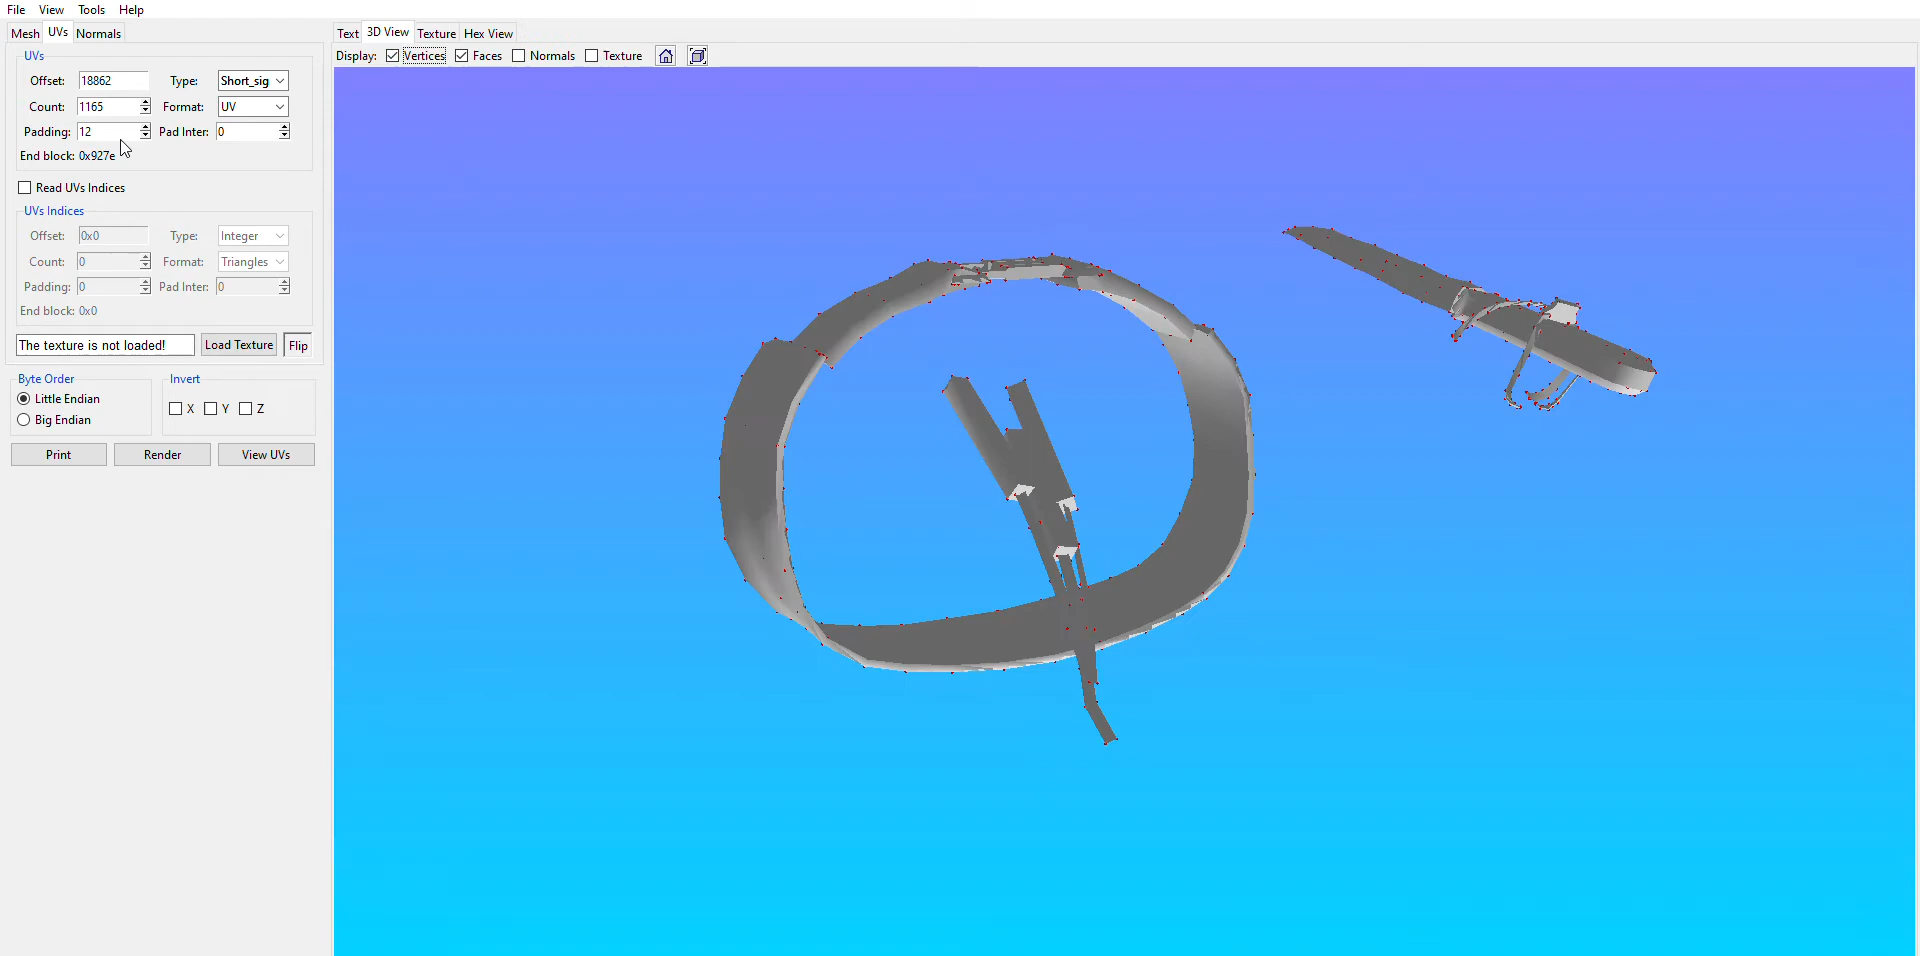 File View Tools Help
Mesh UVs Normals
Text 3D View Texture Hex View
Display: Vertices Faces Normals Texture
UVs
Offset: 18862 Type: Short_sig
Count: 1165 Format: UV
Padding: 12 Pad Inter: 0
End block: 0x927e
Read UVs Indices
UVs Indices
Offset: 0x0 Type: Integer
Count: 0 Format: Triangles
Padding: 0 Pad Inter: 0
End block: 0x0
The texture is not loaded! Load Texture Flip
Byte Order
Little Endian
Big Endian
Invert
X Y Z
Print Render View UVs